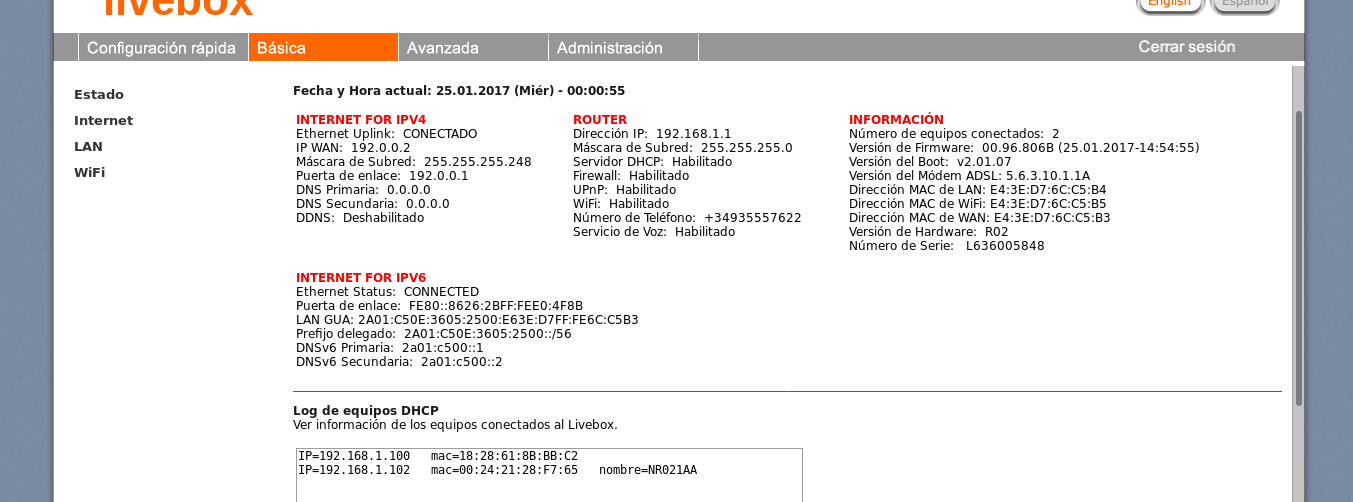 livebox
English Español
Configuración rápida Básica Avanzada Administración Cerrar sesión
Estado
Internet
LAN
WiFi
Fecha y Hora actual: 25.01.2017 (Miér) - 00:00:55
INTERNET FOR IPV4
Ethernet Uplink: CONECTADO
IP WAN: 192.0.0.2
Máscara de Subred: 255.255.255.248
Puerta de enlace: 192.0.0.1
DNS Primaria: 0.0.0.0
DNS Secundaria: 0.0.0.0
DDNS: Deshabilitado
ROUTER
Dirección IP: 192.168.1.1
Máscara de Subred: 255.255.255.0
Servidor DHCP: Habilitado
Firewall: Habilitado
UPnP: Habilitado
WiFi: Habilitado
Número de Teléfono: +34935557622
Servicio de Voz: Habilitado
INFORMACIÓN
Número de equipos conectados: 2
Versión de Firmware: 00.96.806B (25.01.2017-14:54:55)
Versión del Boot: v2.01.07
Versión del Módem ADSL: 5.6.3.10.1.1A
Dirección MAC de LAN: E4:3E:D7:6C:C5:B4
Dirección MAC de WiFi: E4:3E:D7:6C:C5:B5
Dirección MAC de WAN: E4:3E:D7:6C:C5:B3
Versión de Hardware: R02
Número de Serie: L636005848
INTERNET FOR IPV6
Ethernet Status: CONNECTED
Puerta de enlace: FE80::8626:2BFF:FEE0:4F8B
LAN GUA: 2A01:C50E:3605:2500:E63E:D7FF:FE6C:C5B3
Prefijo delegado: 2A01:C50E:3605:2500::/56
DNSv6 Primaria: 2a01:c500::1
DNSv6 Secundaria: 2a01:c500::2
Log de equipos DHCP
Ver información de los equipos conectados al Livebox.
IP=192.168.1.100 mac=18:28:61:8B:BB:C2
IP=192.168.1.102 mac=00:24:21:28:F7:65 nombre=NR021AA